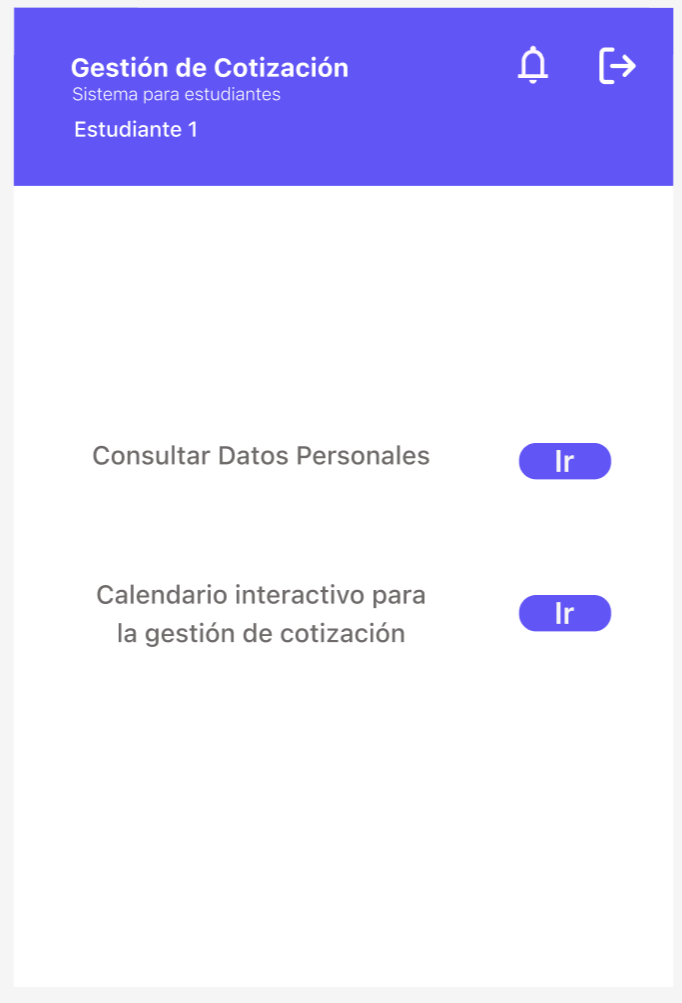 Gestión de Cotización
Sistema para estudiantes
Estudiante 1
Consultar Datos Personales
Ir
Calendario interactivo para
la gestión de cotización
Ir